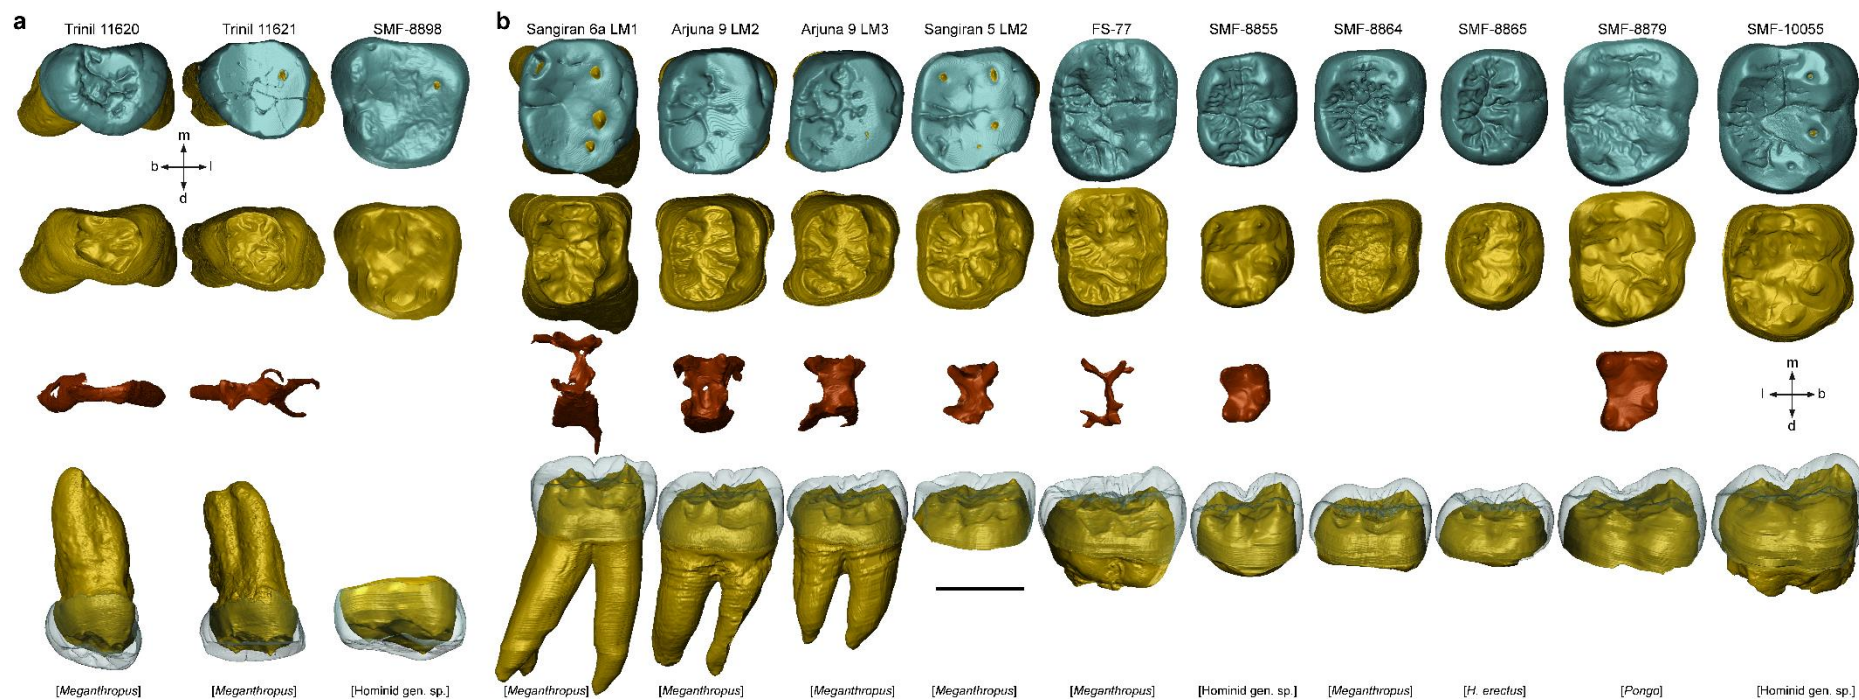 a
Trinil 11620 Trinil 11621 SMF-8898
m
b l
d
[Meganthropus] [Meganthropus] [Hominid gen. sp.]
b
Sangiran 6a LM1 Arjuna 9 LM2 Arjuna 9 LM3 Sangiran 5 LM2 FS-77 SMF-8855 SMF-8864 SMF-8865 SMF-8879 SMF-10055
m
l b
d
[Meganthropus] [Meganthropus] [Meganthropus] [Meganthropus] [Meganthropus] [Hominid gen. sp.] [Meganthropus] [H. erectus] [Pongo] [Hominid gen. sp.]